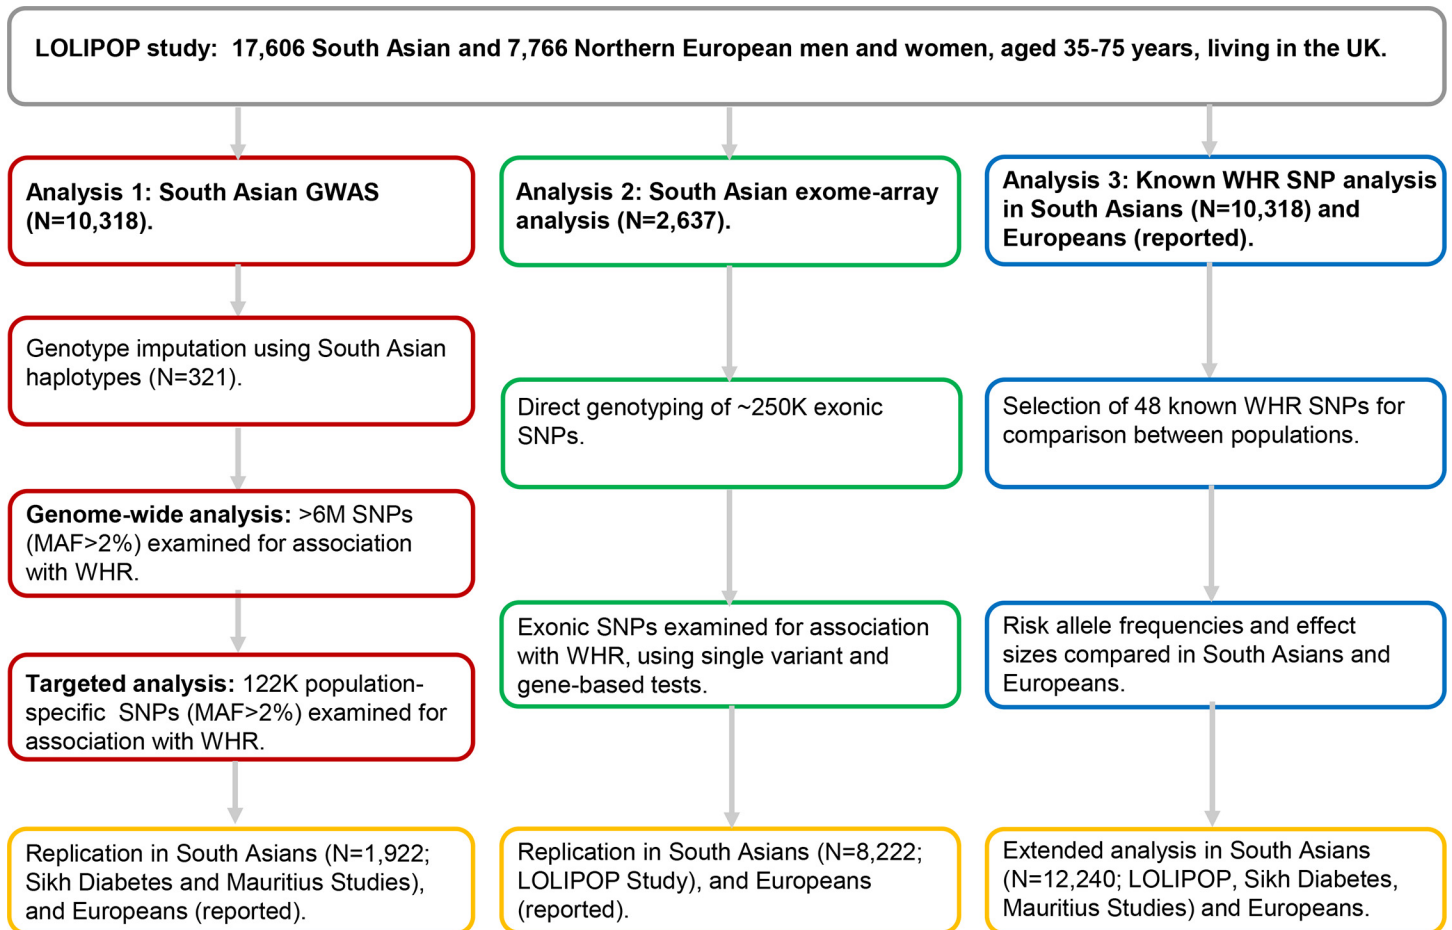 LOLIPOP study:  17,606 South Asian and 7,766 Northern European men and women, aged 35-75 years, living in the UK.
Analysis 1: South Asian GWAS
(N=10,318).
Genotype imputation using South Asian
haplotypes (N=321).
Genome-wide analysis: >6M SNPs
(MAF>2%) examined for association
with WHR.
Targeted analysis: 122K population-
specific  SNPs (MAF>2%) examined for
association with WHR.
Replication in South Asians (N=1,922;
Sikh Diabetes and Mauritius Studies),
and Europeans (reported).
Analysis 2: South Asian exome-array
analysis (N=2,637).
Direct genotyping of ~250K exonic
SNPs.
Exonic SNPs examined for association
with WHR, using single variant and
gene-based tests.
Replication in South Asians (N=8,222;
LOLIPOP Study), and Europeans
(reported).
Analysis 3: Known WHR SNP analysis
in South Asians (N=10,318) and
Europeans (reported).
Selection of 48 known WHR SNPs for
comparison between populations.
Risk allele frequencies and effect
sizes compared in South Asians and
Europeans.
Extended analysis in South Asians
(N=12,240; LOLIPOP, Sikh Diabetes,
Mauritius Studies) and Europeans.